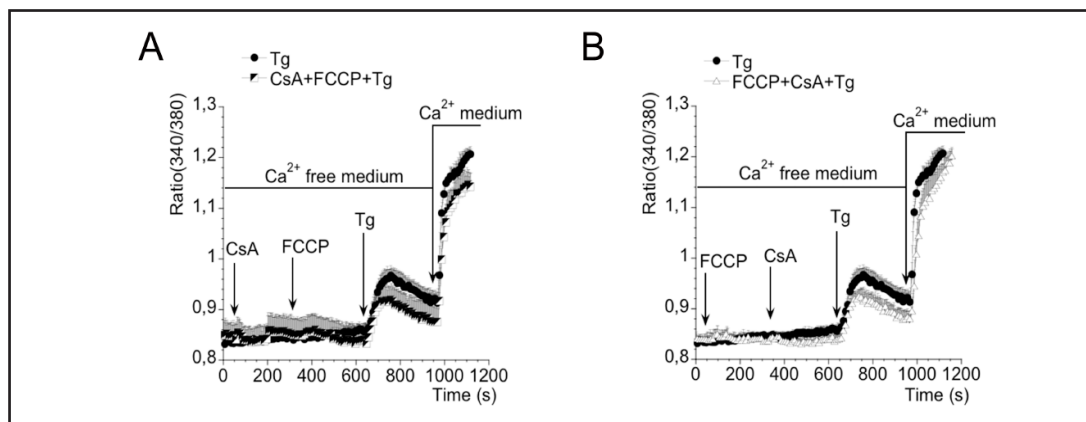 A
Tg
CsA+FCCP+Tg
1,3
1,2
1,1
1
0,9
0,8
Ratio(340/380)
Ca²⁺ medium
Ca²⁺ free medium
Tg
CsA
FCCP
0 200 400 600 800 1000 1200
Time (s)
B
Tg
FCCP+CsA+Tg
1,3
1,2
1,1
1
0,9
0,8
Ratio(340/380)
Ca²⁺ medium
Ca²⁺ free medium
Tg
FCCP
CsA
0 200 400 600 800 1000 1200
Time (s)